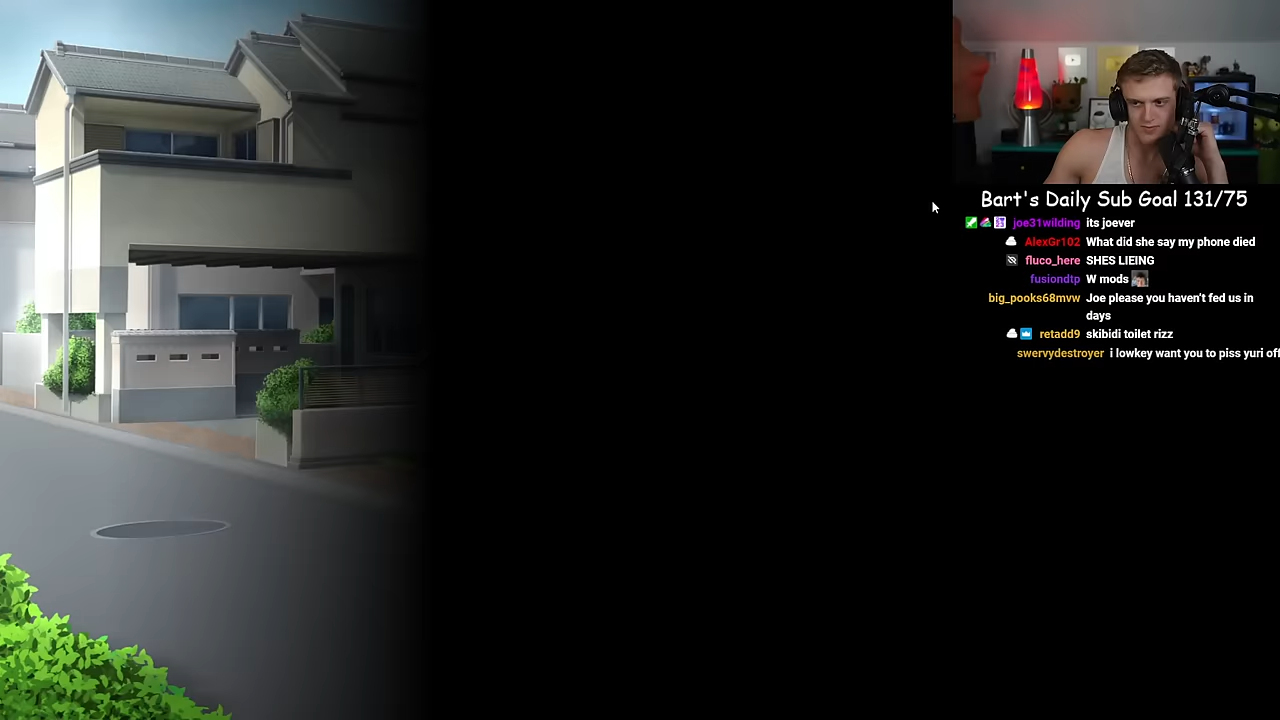 Bart's Daily Sub Goal 131/75
joe31wilding its joever
AlexGr102 What did she say my phone died
fluco_here SHES LIEING
fusiondtp W mods
big_pooks68mvw Joe please you haven't fed us in
days
retadd9 skibidi toilet rizz
swervydestroyer i lowkey want you to piss yuri off